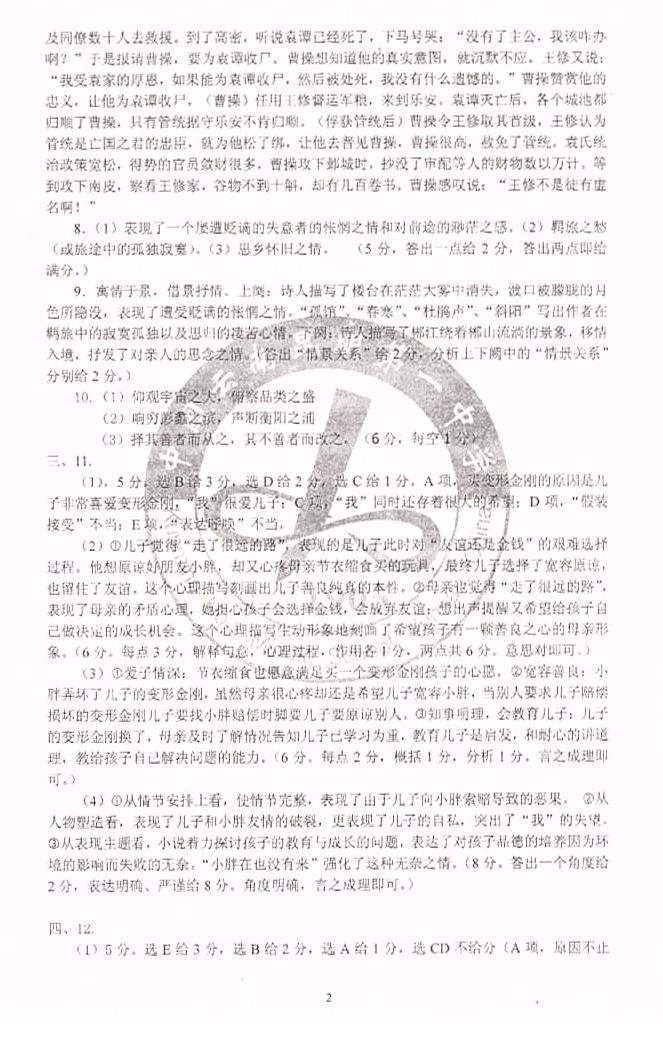 及同僚数十人去救援。到了高密，听说袁谭已经死了，下马号哭：“没有了主公，我该咋办
啊？”于是报请曹操，要为袁谭收尸。曹操想知道他的真实意图，就沉默不应。王修又说：
“我受袁家的厚恩，如果能为袁谭收尸，然后被处死，我没有什么遗憾的。”曹操赞赏他的
忠义，让他为袁谭收尸。（曹操）任用王修督运军粮，来到乐安。袁谭灭亡后，各个城池都
归顺了曹操，只有管统据守乐安不肯归顺。（俘获管统后）曹操令王修取其首级，王修认为
管统是亡国之君的忠臣，就为他松了绑，让他去晋见曹操，曹操很高，赦免了管统。袁氏统
治政策宽松，得势的官员敛财很多。曹操攻下邺城时，抄没了审配等人的财物数以万计。等
到攻下南皮，察看王修家，谷物不到十斛，却有几百卷书。曹操感叹说：“王修不是徒有虚
名啊！”
8．（1）表现了一个屡遭贬谪的失意者的怅惘之情和对前途的渺茫之感。（2）羁旅之愁
（或旅途中的孤独寂寞）。（3）思乡怀旧之情。 （5 分，答出一点给 2 分，答出两点即给
满分。）
9．寓情于景，借景抒情。上阕：诗人描写了楼台在茫茫大雾中消失，渡口被朦胧的月
色所隐没，表现了遭受贬谪的怅惘之情。“孤馆”、“春寒”、“杜鹃声”、“斜阳”写出作者在
羁旅中的寂寞孤独以及思归的凄苦心情。下阕：诗人描写了郴江绕着郴山流淌的景象，移情
入境，抒发了对亲人的思念之情。（答出“情景关系”给 2 分，分析上下阕中的“情景关系”
分别给 2 分。）
10．（1）仰观宇宙之大，俯察品类之盛
（2）响穷彭蠡之滨，声断衡阳之浦
（3）择其善者而从之，其不善者而改之。（6 分，每空 1 分）
三、11．
（1）．5 分。选 B 给 3 分，选 D 给 2 分，选 C 给 1 分。A 项，买变形金刚的原因是儿
子非常喜爱变形金刚，“我”很爱儿子；C 项，“我”同时还存着很大的希望；D 项，“假装
接受”不当；E 项，“表达呼唤”不当。
（2）①儿子觉得“走了很远的路”，表现的是儿子此时对“友谊还是金钱”的艰难选择
过程。他想原谅好朋友小胖，却又心疼母亲节衣缩食买的玩具，最终儿子选择了宽容原谅，
也留住了友谊。这个心理描写刻画出儿子善良纯真的本性。②母亲也觉得“走了很远的路”，
表现了母亲的矛盾心理，她担心孩子会选择金钱，会放弃友谊；想出声提醒又希望给孩子自
己做决定的成长机会。这个心理描写生动形象地刻画了希望孩子有一颗善良之心的母亲形
象。（6 分。每点 3 分，解释句意，心理过程，作用各 1 分，两点共 6 分。意思对即可。）
（3）①爱子情深：节衣缩食也愿意满足买一个变形金刚孩子的心愿。②宽容善良：小
胖弄坏了儿子的变形金刚，虽然母亲很心疼却还是希望儿子宽容小胖，当别人要求儿子赔偿
损坏的变形金刚儿子要找小胖赔偿时脚要儿子要原谅别人。③知事明理，会教育儿子：儿子
的变形金刚换了，母亲及时了解情况告知儿子已学习为重，教育儿子是启发，和耐心的讲道
理，教给孩子自己解决问题的能力。（6 分。每点 2 分，概括 1 分，分析 1 分。言之成理即
可。）
（4）①从情节安排上看，使情节完整，表现了由于儿子向小胖索赔导致的恶果。 ②从
人物塑造看，表现了儿子和小胖友情的破裂，更表现了儿子的自私，突出了“我”的失望。
③从表现主题看，小说着力探讨孩子的教育与成长的问题，表达了对孩子品德的培养因为环
境的影响而失败的无奈。“小胖在也没有来”强化了这种无奈之情。（8 分。答出一个角度给
2 分，表达明确、严谨给 8 分。角度明确，言之成理即可。）
四、12．
（1）5 分。选 E 给 3 分，选 B 给 2 分，选 A 给 1 分，选 CD 不给分（A 项，原因不止
2